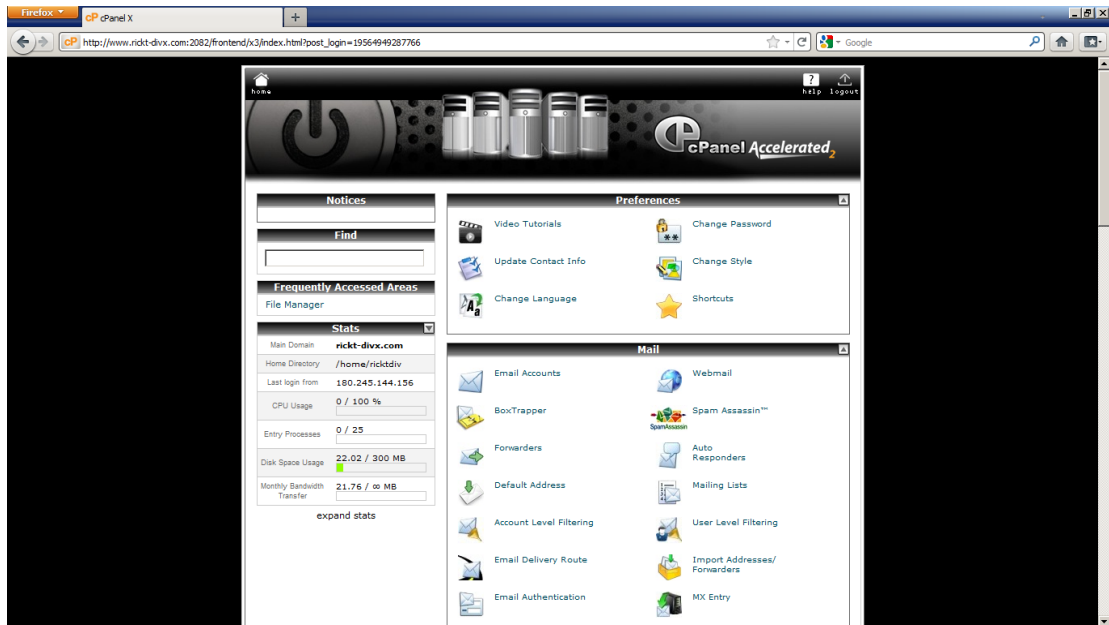 Firefox
cP cPanel X
+
cP http://www.rickt-divx.com:2082/frontend/x3/index.html?post_login=19564949287766
Google
home
help logout
cPanel Accelerated2
Notices
Find
Frequently Accessed Areas
File Manager
Stats
Main Domain rickt-divx.com
Home Directory /home/ricktdiv
Last login from 180.245.144.156
CPU Usage 0 / 100 %
Entry Processes 0 / 25
Disk Space Usage 22.02 / 300 MB
Monthly Bandwidth
Transfer 21.76 / ∞ MB
expand stats
Preferences
Video Tutorials
Change Password
Update Contact Info
Change Style
Change Language
Shortcuts
Mail
Email Accounts
Webmail
BoxTrapper
SpamAssassin
Spam Assassin™
Forwarders
Auto
Responders
Default Address
Mailing Lists
Account Level Filtering
User Level Filtering
Email Delivery Route
Import Addresses/
Forwarders
Email Authentication
MX Entry